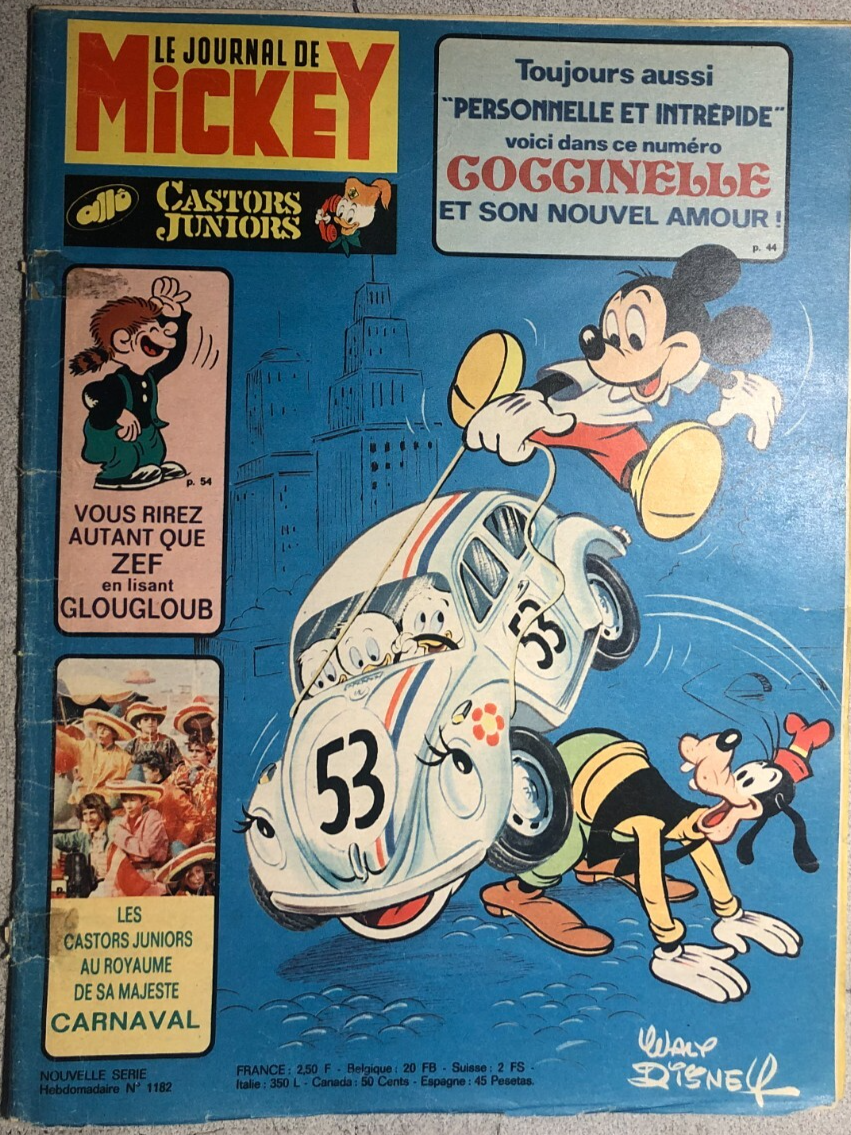 LE JOURNAL DE
MiCKEY
allô
CASTORS
JUNIORS
Toujours aussi
"PERSONNELLE ET INTRÉPIDE"
voici dans ce numéro
COCCINELLE
ET SON NOUVEL AMOUR !
p. 44
p. 54
VOUS RIREZ
AUTANT QUE
ZEF
en lisant
GLOUGLOUB
53
53
LES
CASTORS JUNIORS
AU ROYAUME
DE SA MAJESTE
CARNAVAL
WALT
DISNEY
NOUVELLE SERIE
Hebdomadaire N° 1182
FRANCE : 2,50 F - Belgique : 20 FB - Suisse : 2 FS -
Italie : 350 L - Canada : 50 Cents - Espagne : 45 Pesetas.